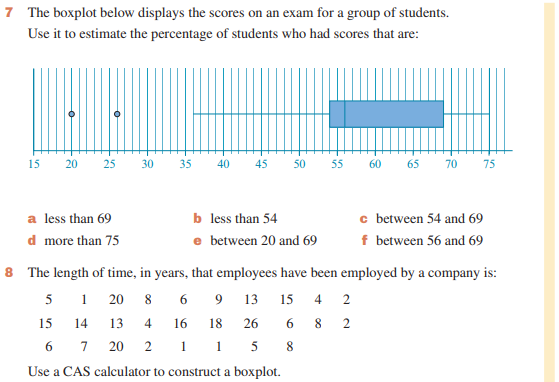 7 The boxplot below displays the scores on an exam for a group of students.
Use it to estimate the percentage of students who had scores that are:
15 20 25 30 35 40 45 50 55 60 65 70 75
a less than 69 b less than 54 c between 54 and 69
d more than 75 e between 20 and 69 f between 56 and 69
8 The length of time, in years, that employees have been employed by a company is:
5 1 20 8 6 9 13 15 4 2
15 14 13 4 16 18 26 6 8 2
6 7 20 2 1 1 5 8
Use a CAS calculator to construct a boxplot.